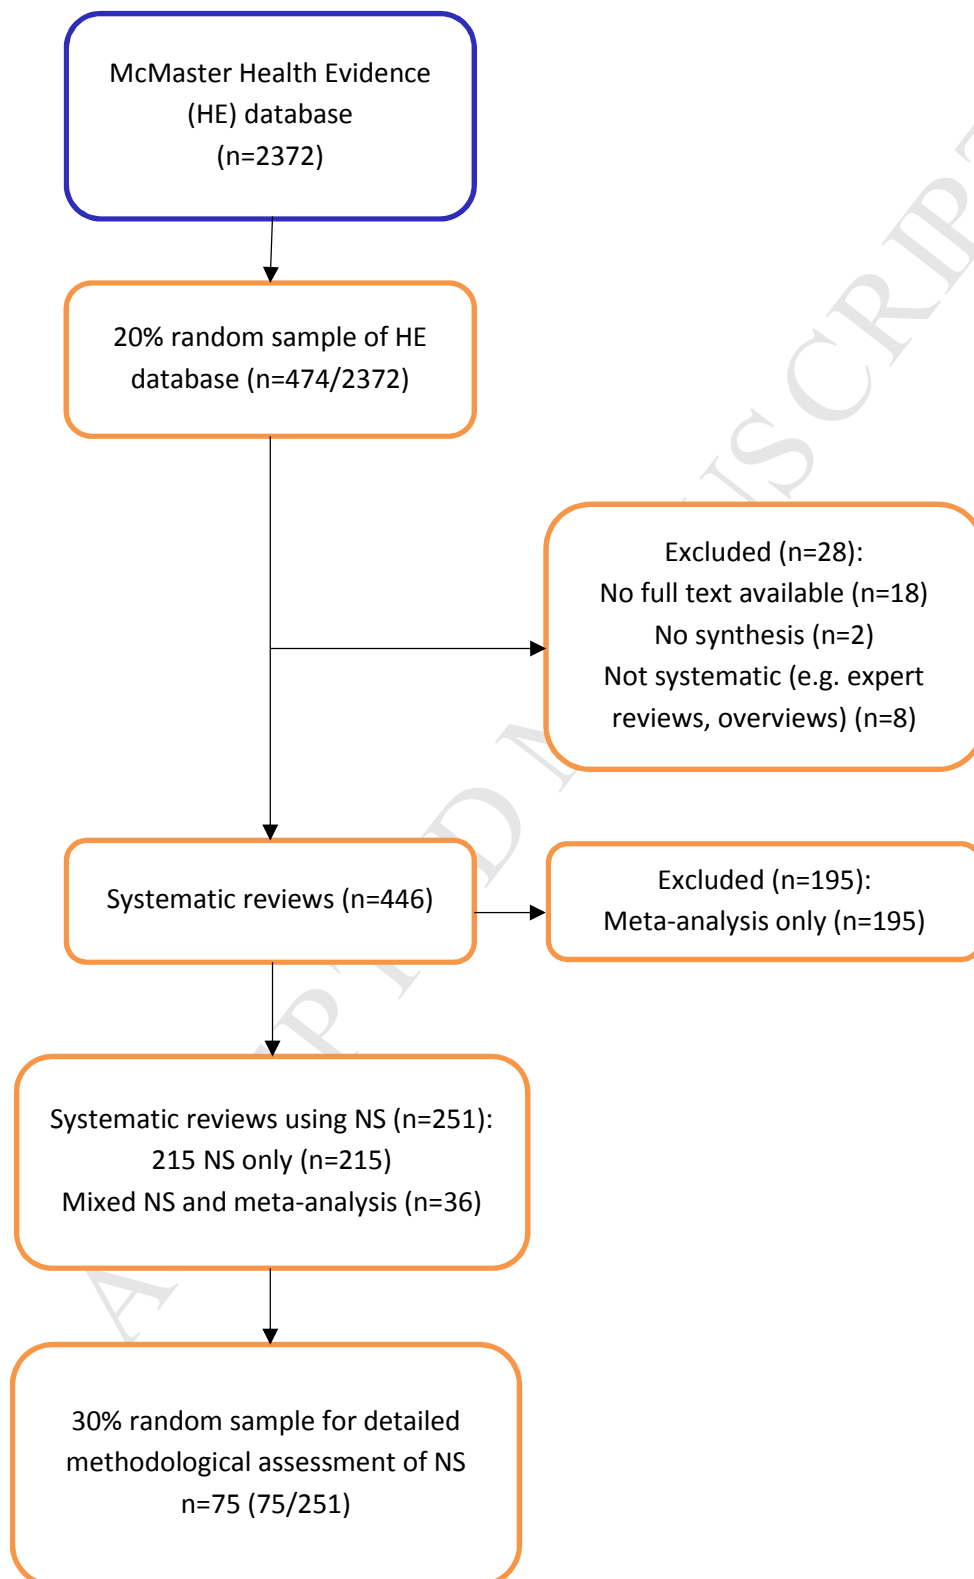 McMaster Health Evidence
(HE) database
(n=2372)
20% random sample of HE
database (n=474/2372)
Excluded (n=28):
No full text available (n=18)
No synthesis (n=2)
Not systematic (e.g. expert
reviews, overviews) (n=8)
Systematic reviews (n=446)
Excluded (n=195):
Meta-analysis only (n=195)
Systematic reviews using NS (n=251):
215 NS only (n=215)
Mixed NS and meta-analysis (n=36)
30% random sample for detailed
methodological assessment of NS
n=75 (75/251)